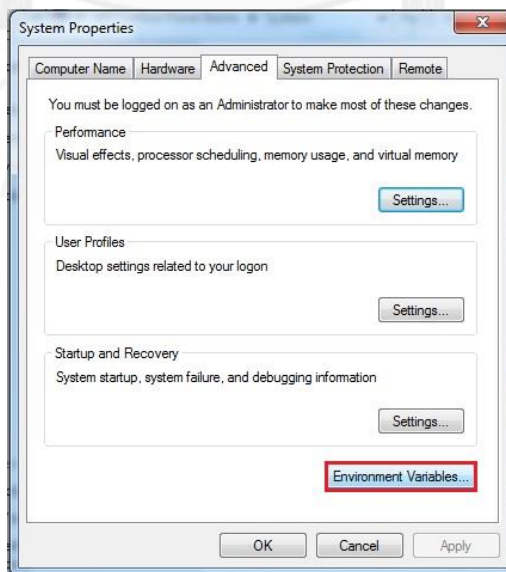 System Properties
Computer Name Hardware Advanced System Protection Remote
You must be logged on as an Administrator to make most of these changes.
Performance
Visual effects, processor scheduling, memory usage, and virtual memory
Settings...
User Profiles
Desktop settings related to your logon
Settings...
Startup and Recovery
System startup, system failure, and debugging information
Settings...
Environment Variables...
OK Cancel Apply